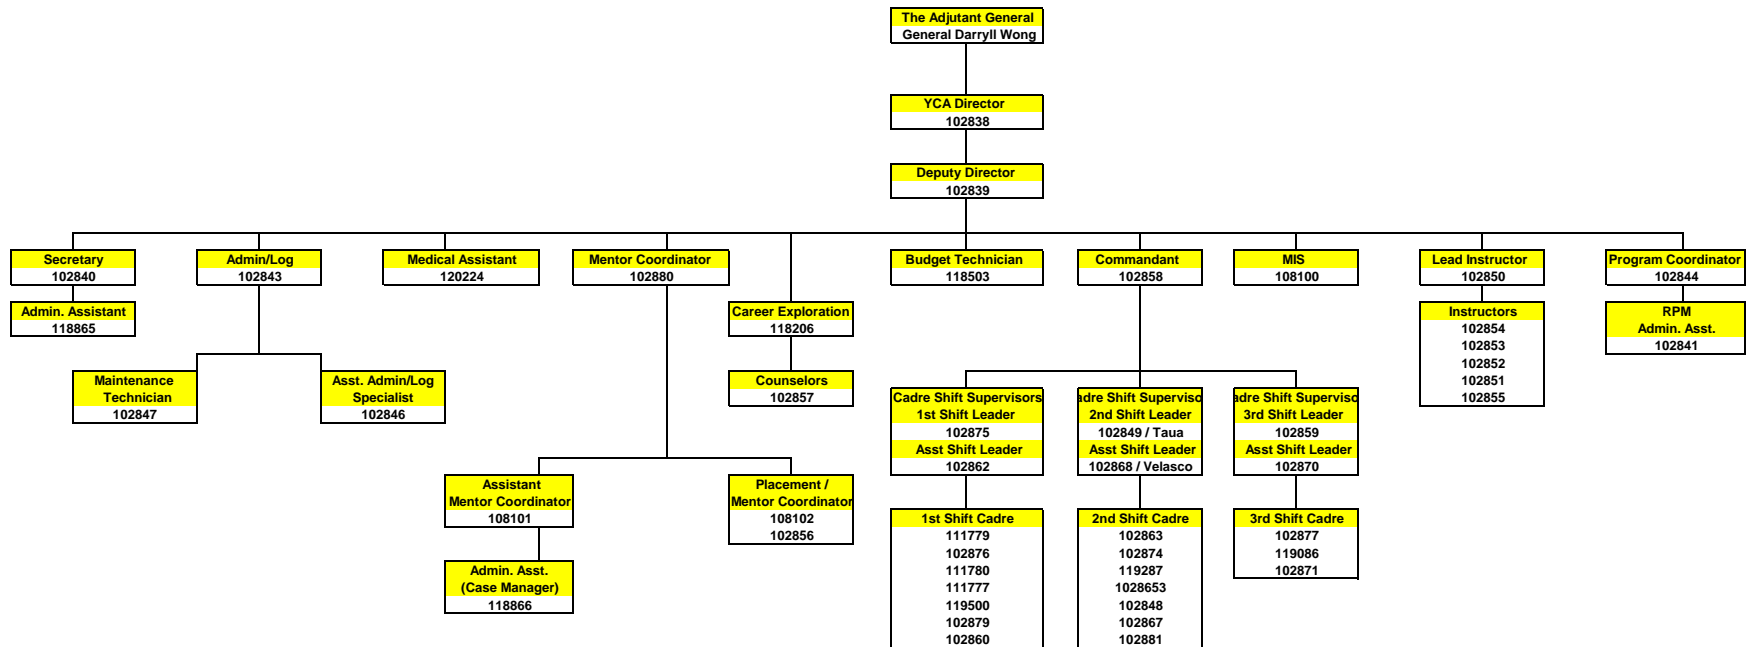 The Adjutant General
General Darryll Wong
YCA Director
102838
Deputy Director
102839
Secretary
102840
Admin. Assistant
118865
Admin/Log
102843
Maintenance
Technician
102847
Asst. Admin/Log
Specialist
102846
Medical Assistant
120224
Mentor Coordinator
102880
Assistant
Mentor Coordinator
108101
Admin. Asst.
(Case Manager)
118866
Placement /
Mentor Coordinator
108102
102856
Career Exploration
118206
Counselors
102857
Budget Technician
118503
Commandant
102858
Cadre Shift Supervisors
1st Shift Leader
102875
Asst Shift Leader
102862
1st Shift Cadre
111779
102876
111780
111777
119500
102879
102860
adre Shift Superviso
2nd Shift Leader
102849 / Taua
Asst Shift Leader
102868 / Velasco
2nd Shift Cadre
102863
102874
119287
1028653
102848
102867
102881
adre Shift Superviso
3rd Shift Leader
102859
Asst Shift Leader
102870
3rd Shift Cadre
102877
119086
102871
MIS
108100
Lead Instructor
102850
Instructors
102854
102853
102852
102851
102855
Program Coordinator
102844
RPM
Admin. Asst.
102841